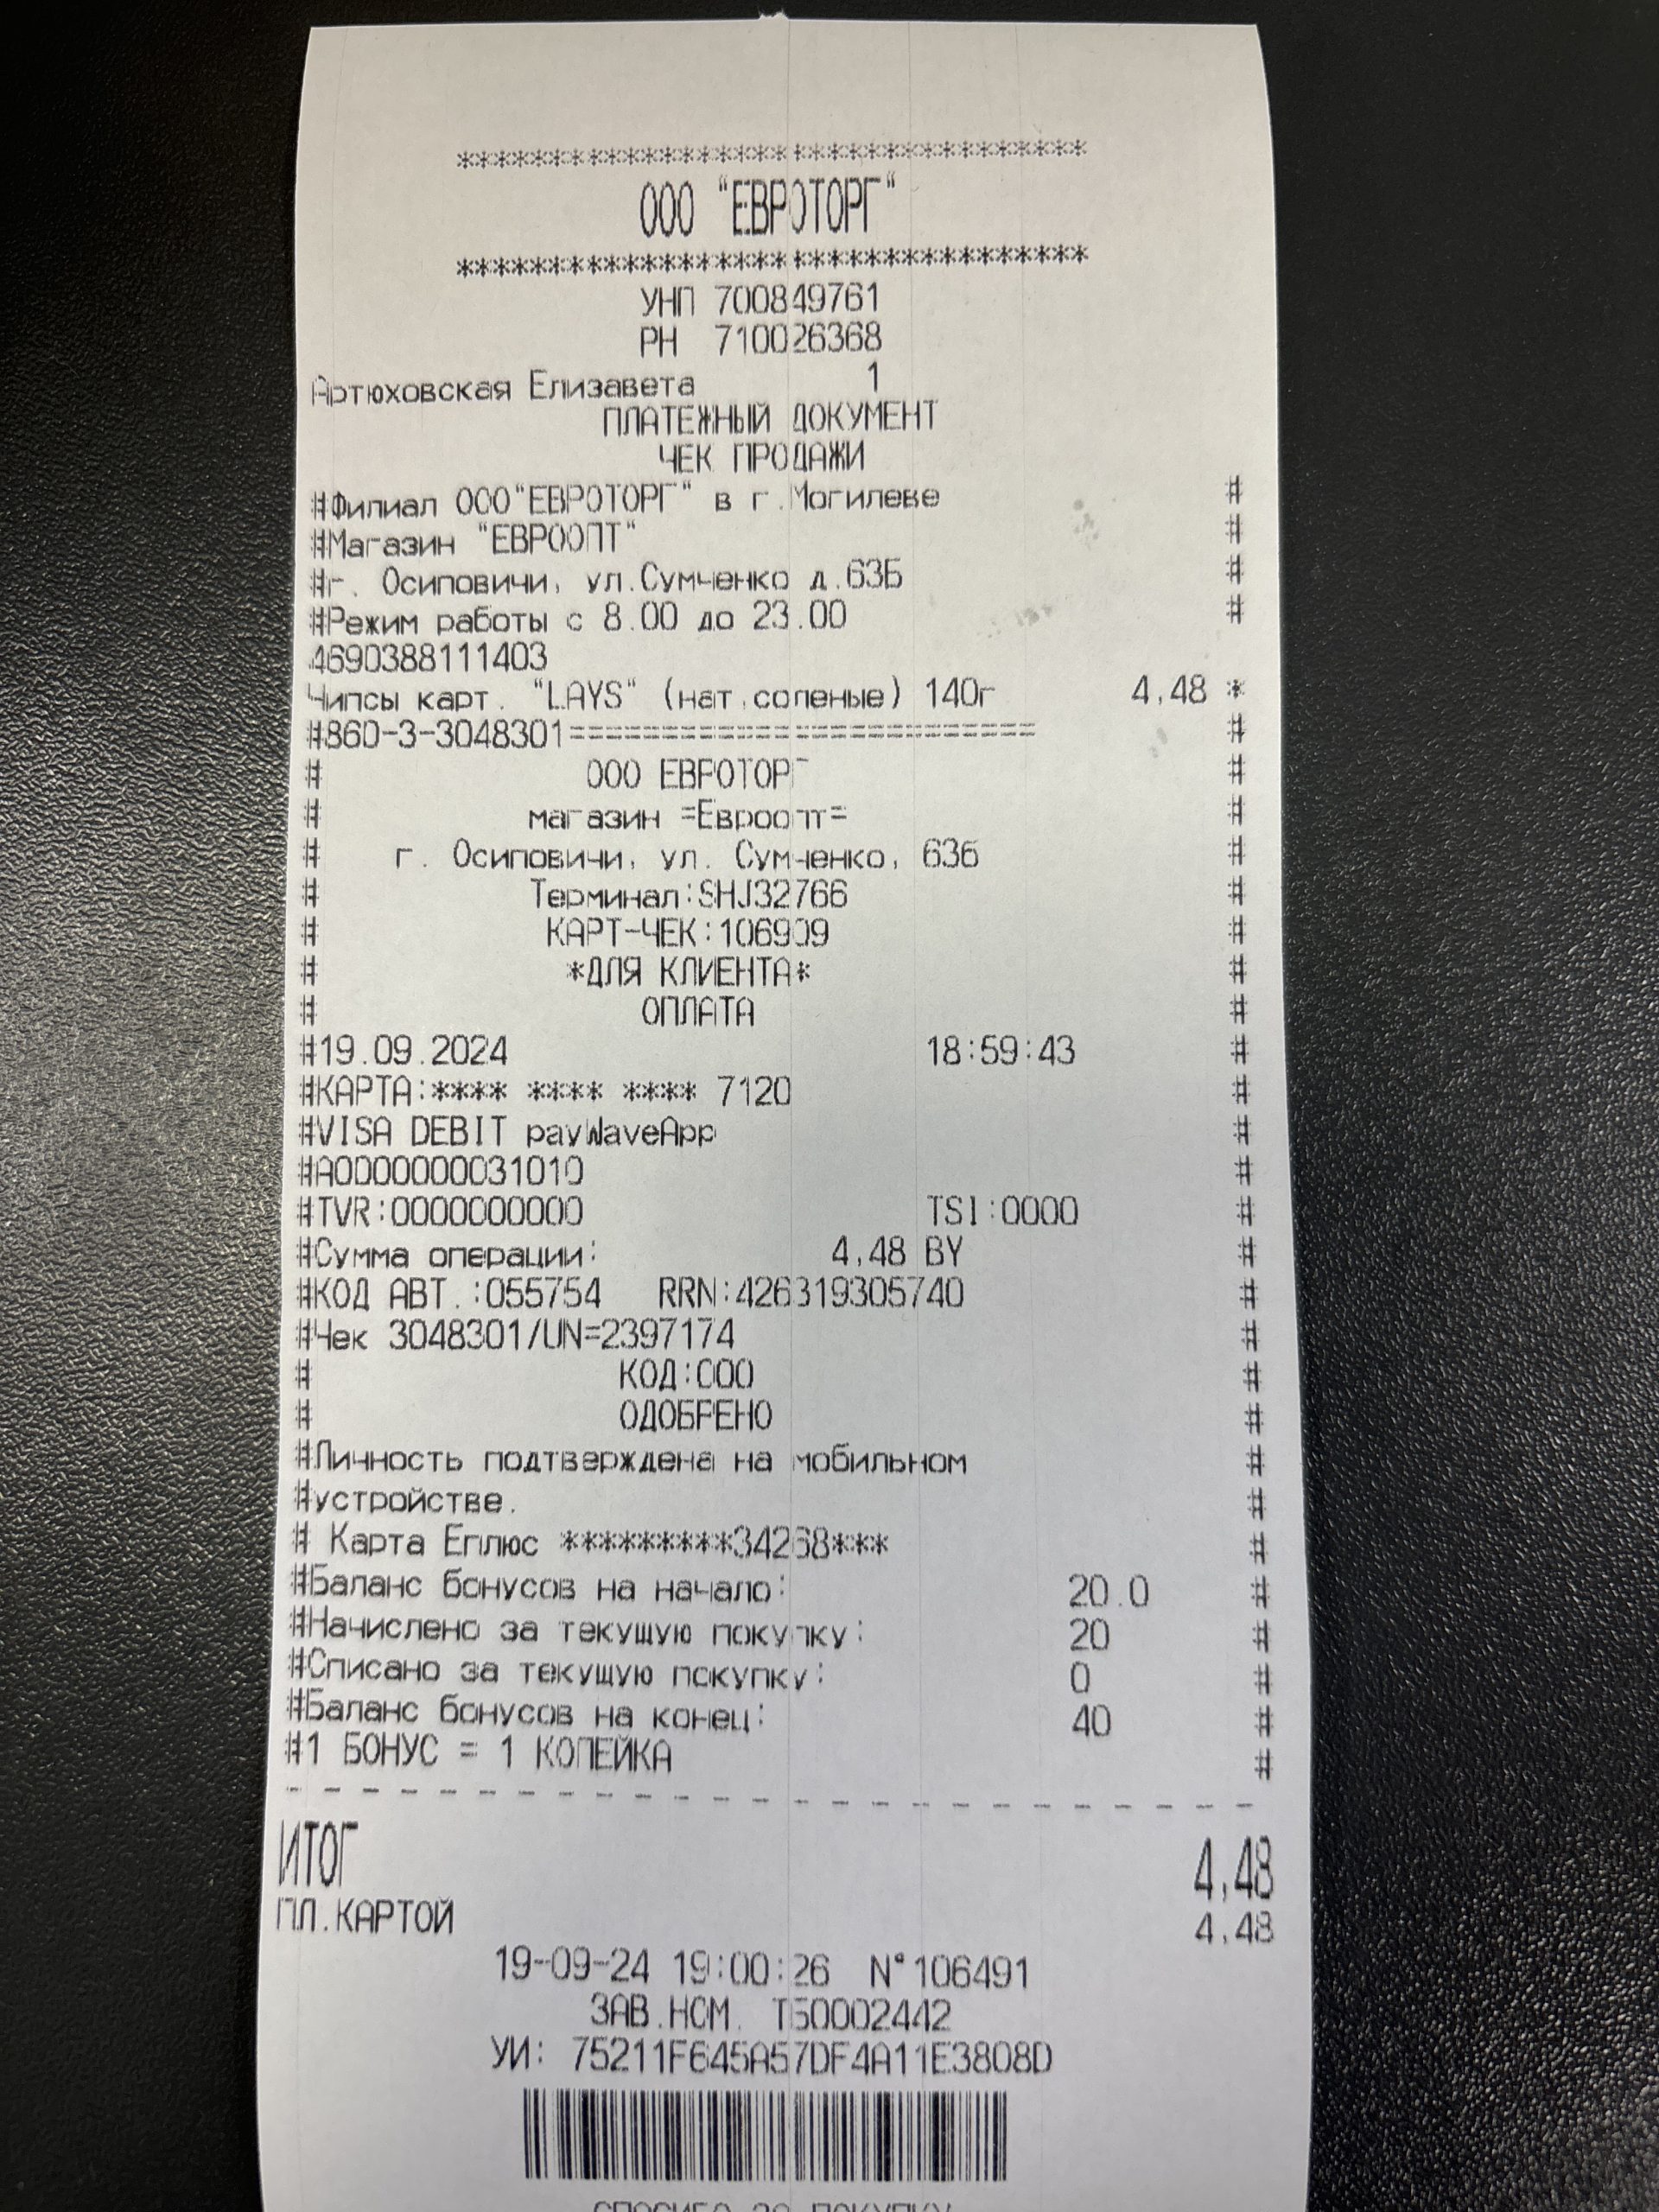 *********************************
ООО "ЕВРОТОРГ"
*********************************
УНП 700849761
РН 710026368
Артюховская Елизавета 1
ПЛАТЕЖНЫЙ ДОКУМЕНТ
ЧЕК ПРОДАЖИ
#Филиал ООО"ЕВРОТОРГ" в г.Могилеве #
#Магазин "ЕВРООПТ" #
#г. Осиповичи, ул.Сумченко д.63Б #
#Режим работы с 8.00 до 23.00 #
4690388111403
Чипсы карт. "LAYS" (нат.соленые) 140г 4,48 *
#860-3-3048301========================= #
# ООО ЕВРОТОРГ #
# магазин =Евроопт= #
# г. Осиповичи, ул. Сумченко, 63б #
# Терминал:SHJ32766 #
# КАРТ-ЧЕК:106909 #
# *ДЛЯ КЛИЕНТА* #
# ОПЛАТА #
#19.09.2024 18:59:43 #
#КАРТА:**** **** **** 7120 #
#VISA DEBIT payWaveApp #
#A0000000031010 #
#TVR:0000000000 TSI:0000 #
#Сумма операции: 4,48 BY #
#КОД АВТ.:055754 RRN:426319305740 #
#Чек 3048301/UN=2397174 #
# КОД:000 #
# ОДОБРЕНО #
#Личность подтверждена на мобильном #
#устройстве. #
# Карта Еплюс *********34268*** #
#Баланс бонусов на начало: 20.0 #
#Начислено за текущую покупку: 20 #
#Списано за текущую покупку: 0 #
#Баланс бонусов на конец: 40 #
#1 БОНУС = 1 КОПЕЙКА #
- - - - - - - - - - - - - - - - - - - - -
ИТОГ 4,48
ПЛ.КАРТОЙ 4,48
19-09-24 19:00:26 N°106491
ЗАВ.НОМ. Т50002442
УИ: 75211F645A57DF4A11E3808D
СПАСИБО ЗА ПОКУПКУ